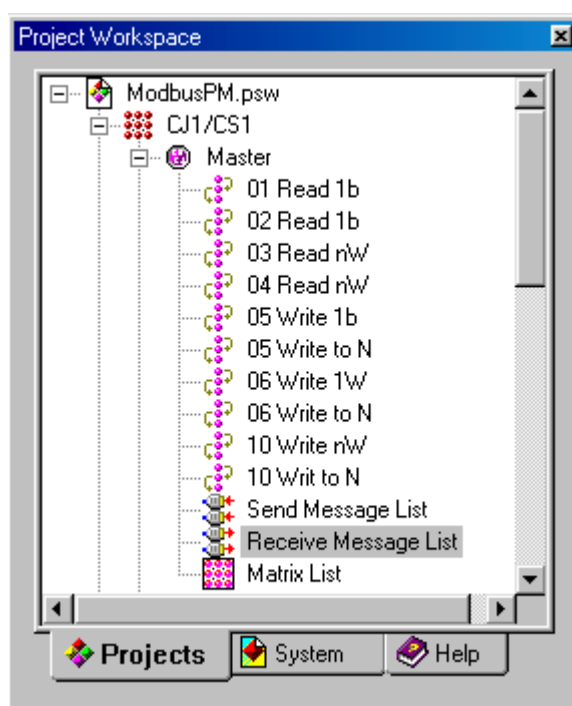 Project Workspace
ModbusPM.psw
CJ1/CS1
Master
01 Read 1b
02 Read 1b
03 Read nW
04 Read nW
05 Write 1b
05 Write to N
06 Write 1W
06 Write to N
10 Write nW
10 Writ to N
Send Message List
Receive Message List
Matrix List
Projects System Help